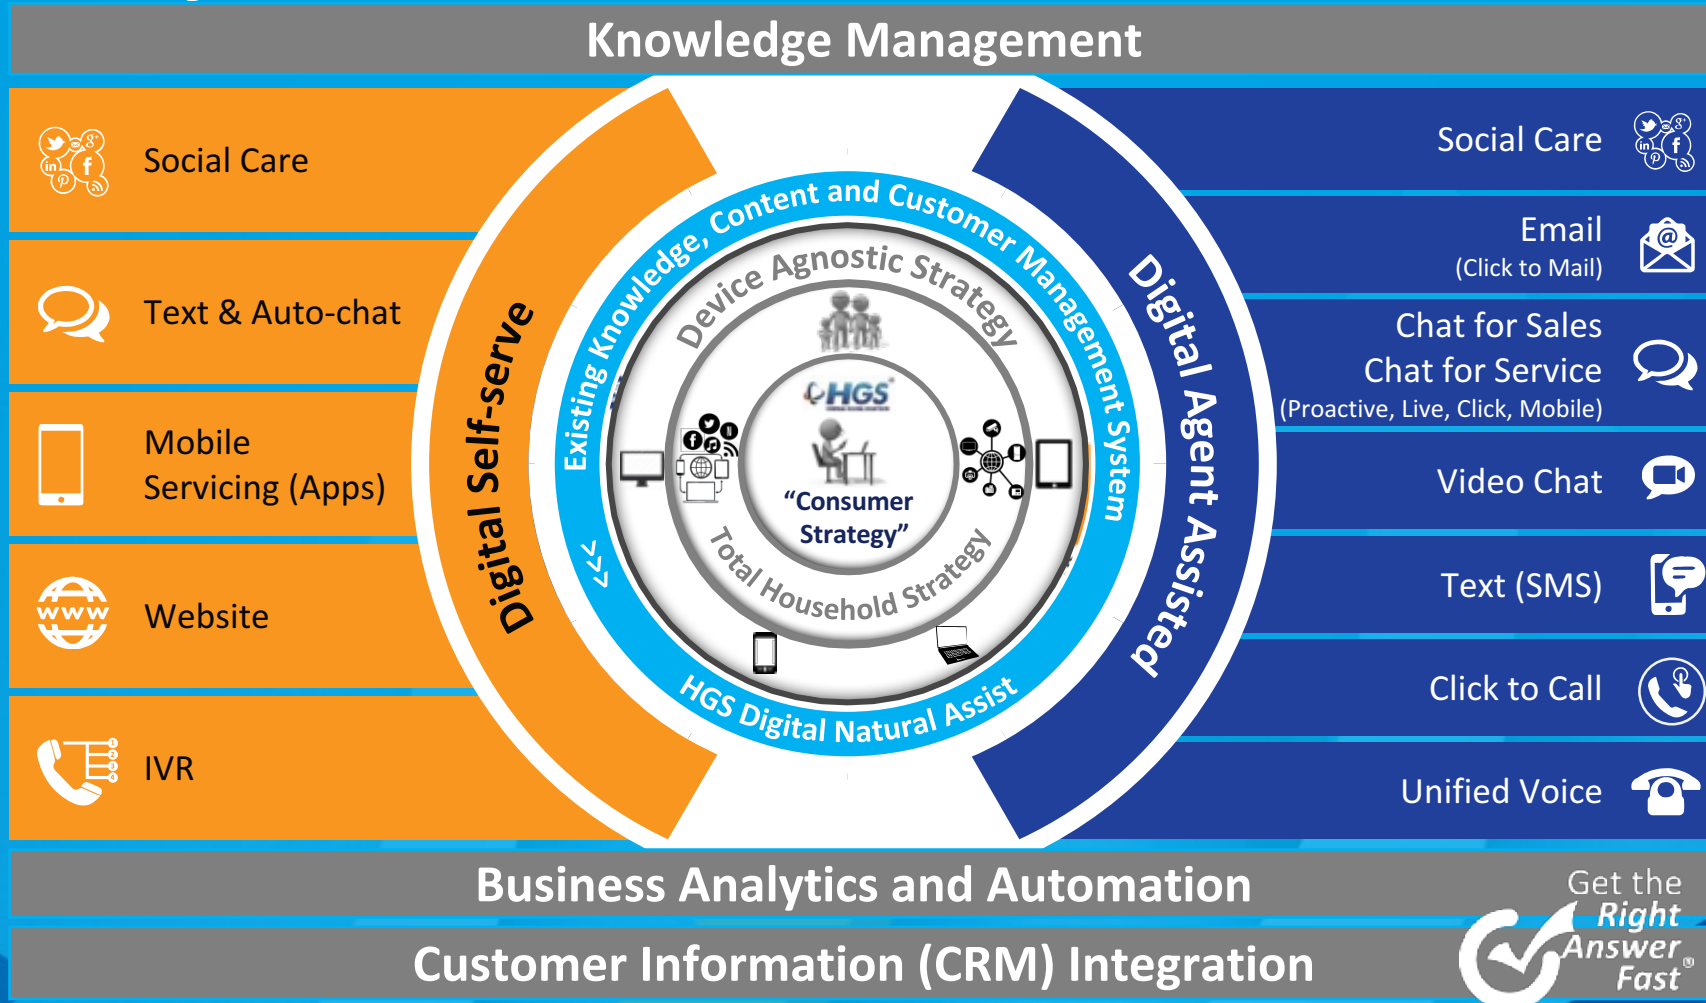 Knowledge Management
Social Care
Text & Auto-chat
Mobile
Servicing (Apps)
www
Website
IVR
Digital Self-serve
Existing Knowledge, Content and Customer Management System
HGS Digital Natural Assist
Device Agnostic Strategy
Total Household Strategy
HGS
“Consumer
Strategy”
Digital Agent Assisted
Social Care
Email
(Click to Mail)
Chat for Sales
Chat for Service
(Proactive, Live, Click, Mobile)
Video Chat
Text (SMS)
Click to Call
Unified Voice
Business Analytics and Automation
Customer Information (CRM) Integration
Get the
Right
Answer
Fast®